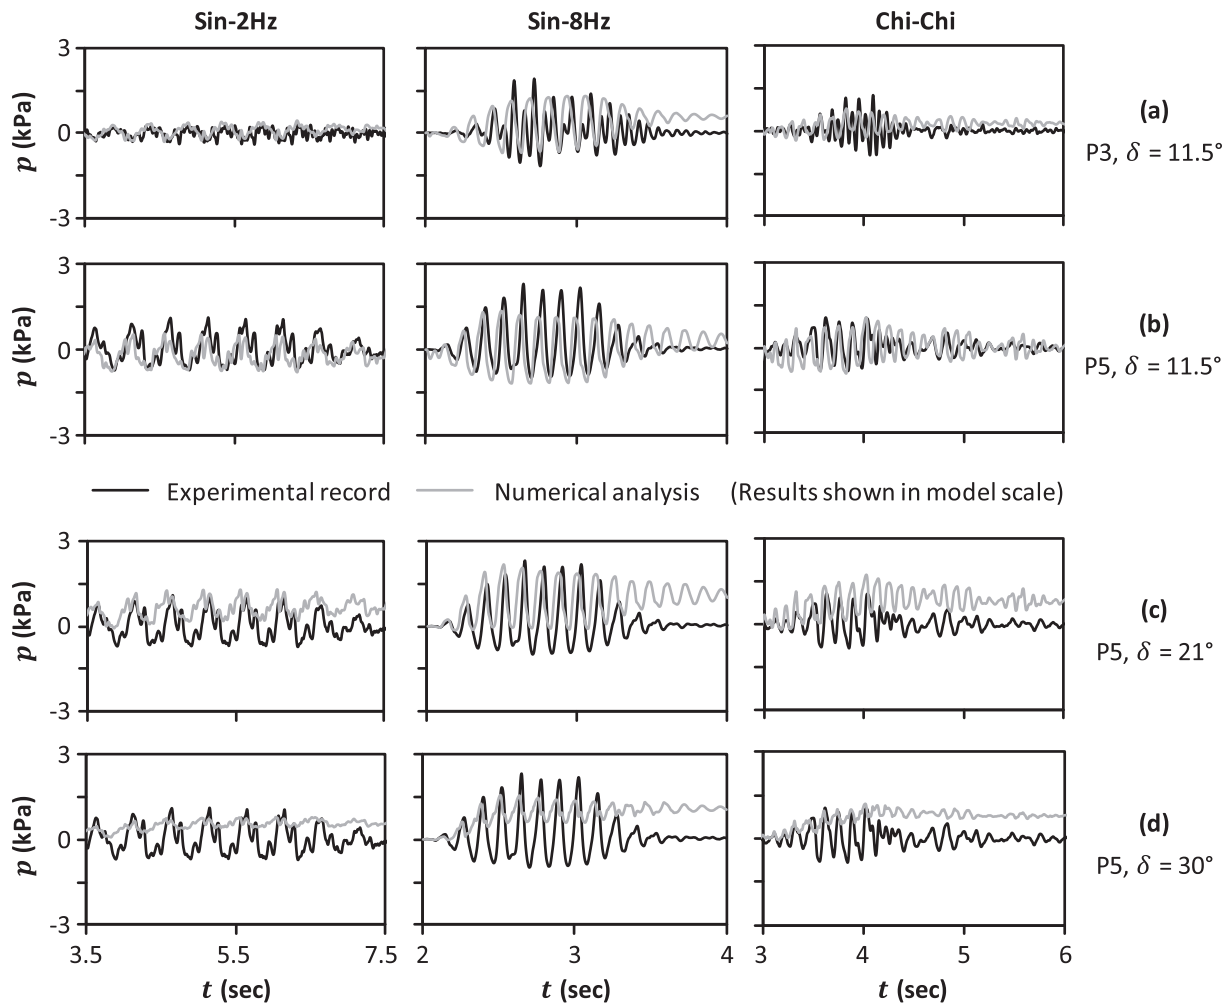 Sin-2Hz Sin-8Hz Chi-Chi
3
p (kPa)
0
-3
(a)
P3, δ = 11.5°
3
p (kPa)
0
-3
(b)
P5, δ = 11.5°
Experimental record Numerical analysis (Results shown in model scale)
3
p (kPa)
0
-3
(c)
P5, δ = 21°
3
p (kPa)
0
-3
(d)
P5, δ = 30°
3.5 5.5 7.5 2 3 4 3 4 5 6
t (sec) t (sec) t (sec)